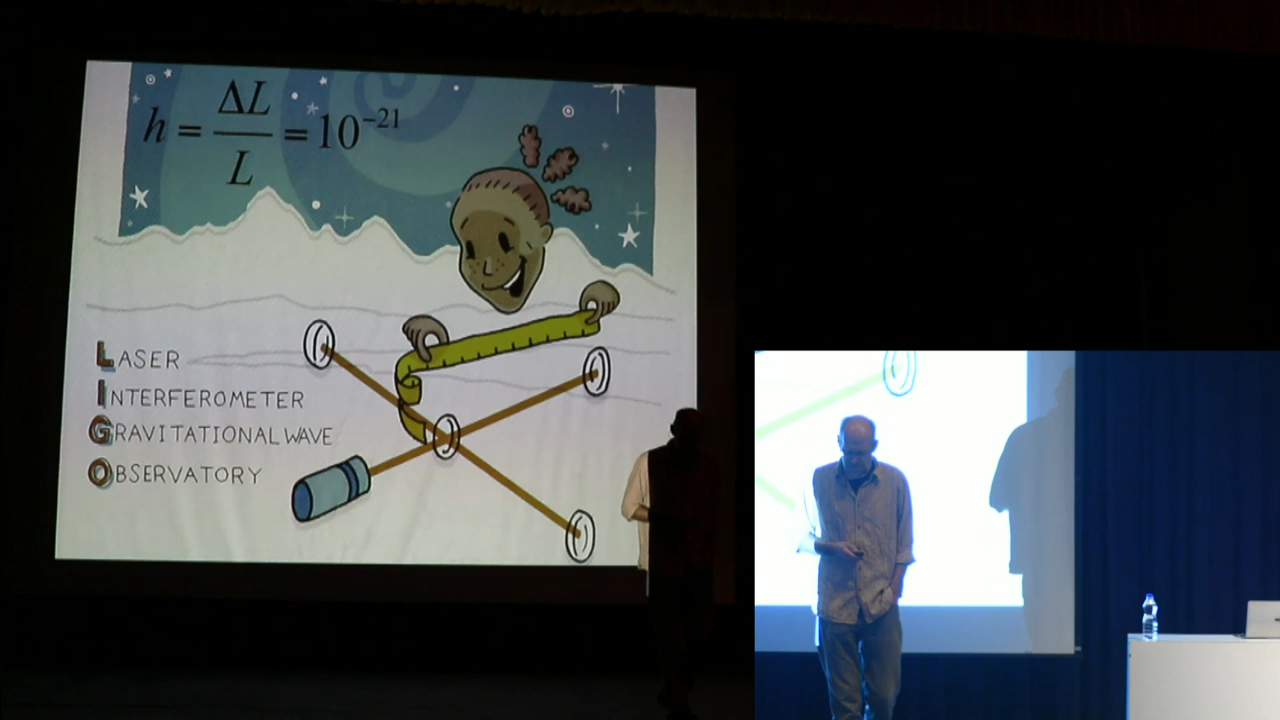 h = ΔL/L = 10⁻²¹
LASER
INTERFEROMETER
GRAVITATIONAL WAVE
OBSERVATORY